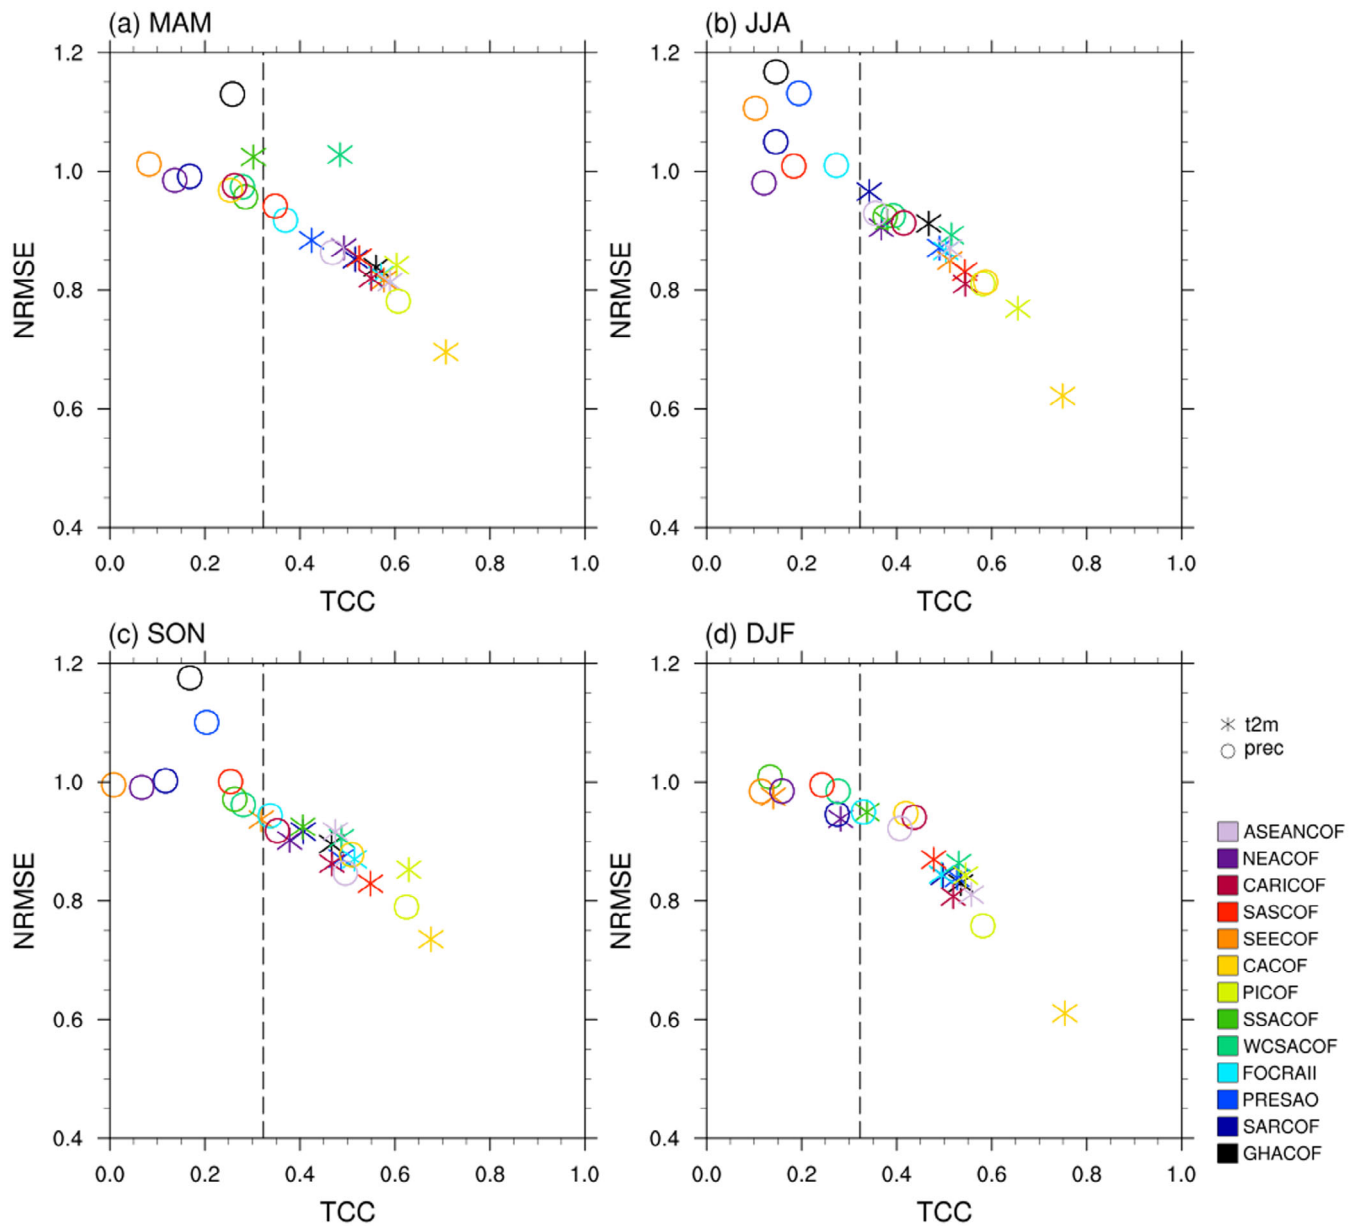 (a) MAM
(b) JJA
1.2
1.0
0.8
0.6
0.4
NRMSE
0.0 0.2 0.4 0.6 0.8 1.0
TCC
1.2
1.0
0.8
0.6
0.4
NRMSE
0.0 0.2 0.4 0.6 0.8 1.0
TCC
(c) SON
(d) DJF
1.2
1.0
0.8
0.6
0.4
NRMSE
0.0 0.2 0.4 0.6 0.8 1.0
TCC
1.2
1.0
0.8
0.6
0.4
NRMSE
0.0 0.2 0.4 0.6 0.8 1.0
TCC
t2m
prec
ASEANCOF
NEACOF
CARICOF
SASCOF
SEECOF
CACOF
PICOF
SSACOF
WCSACOF
FOCRAII
PRESAO
SARCOF
GHACOF